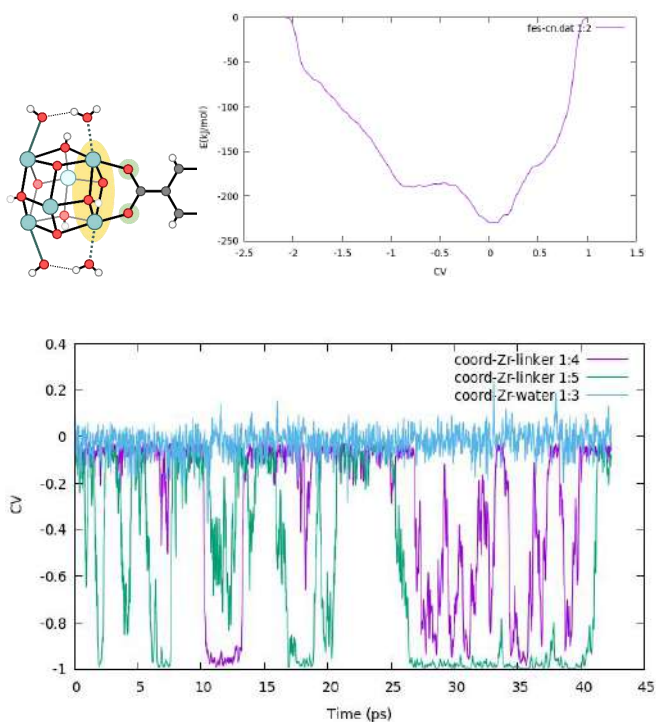 0
-50
-100
-150
-200
-250
E(kJ/mol)
fes-cn.dat 1:2
-2.5 -2 -1.5 -1 -0.5 0 0.5 1 1.5
CV
0.4
0.2
0
-0.2
-0.4
-0.6
-0.8
-1
CV
coord-Zr-linker 1:4
coord-Zr-linker 1:5
coord-Zr-water 1:3
0 5 10 15 20 25 30 35 40 45
Time (ps)